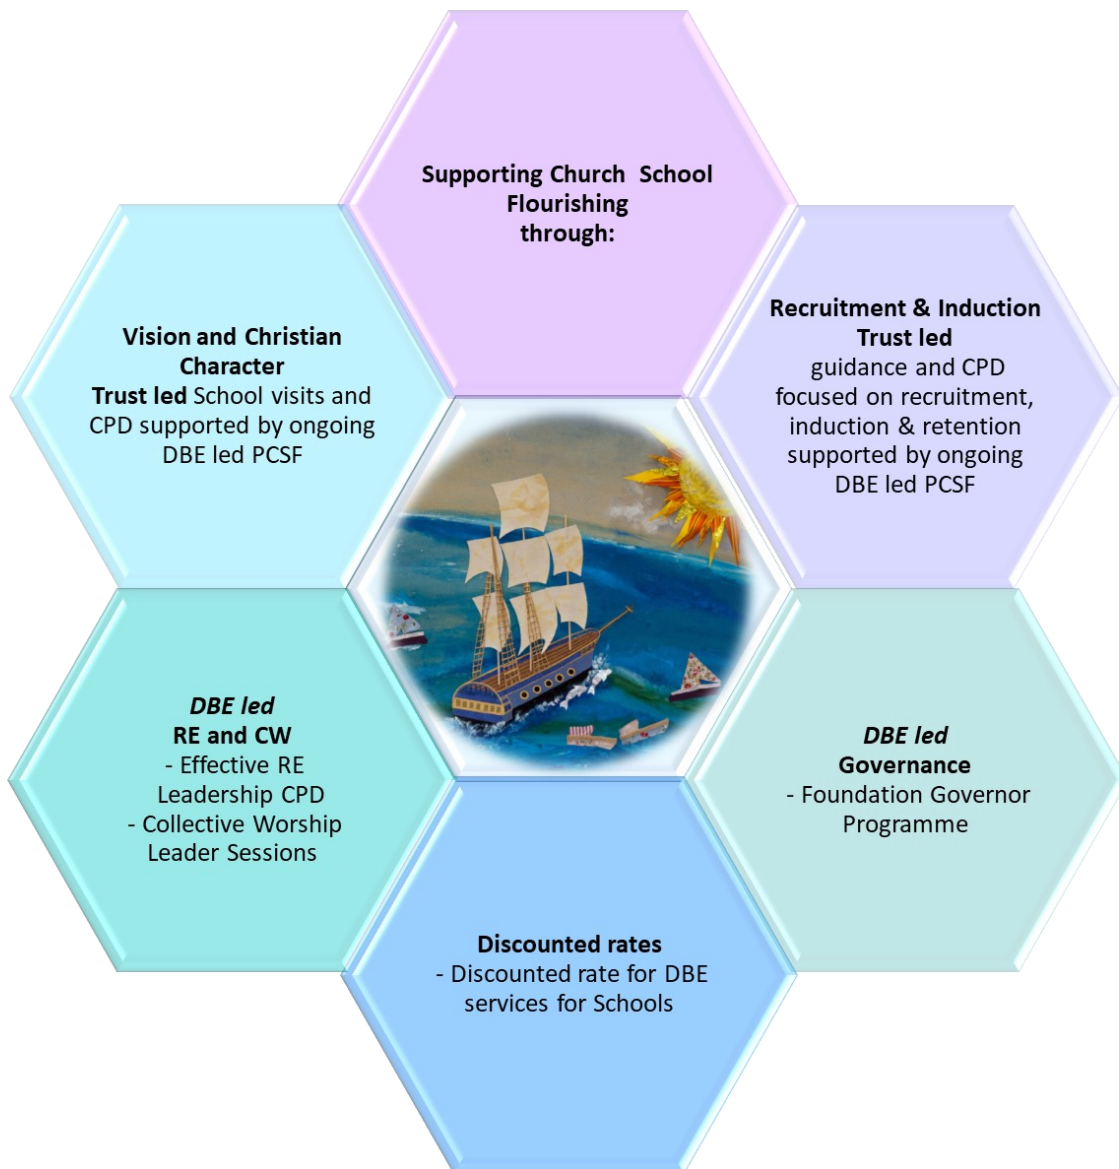 Supporting Church School
Flourishing
through:
Recruitment & Induction
Trust led
guidance and CPD
focused on recruitment,
induction & retention
supported by ongoing
DBE led PCSF
DBE led
Governance
- Foundation Governor
Programme
Discounted rates
- Discounted rate for DBE
services for Schools
DBE led
RE and CW
- Effective RE
Leadership CPD
- Collective Worship
Leader Sessions
Vision and Christian
Character
Trust led School visits and
CPD supported by ongoing
DBE led PCSF